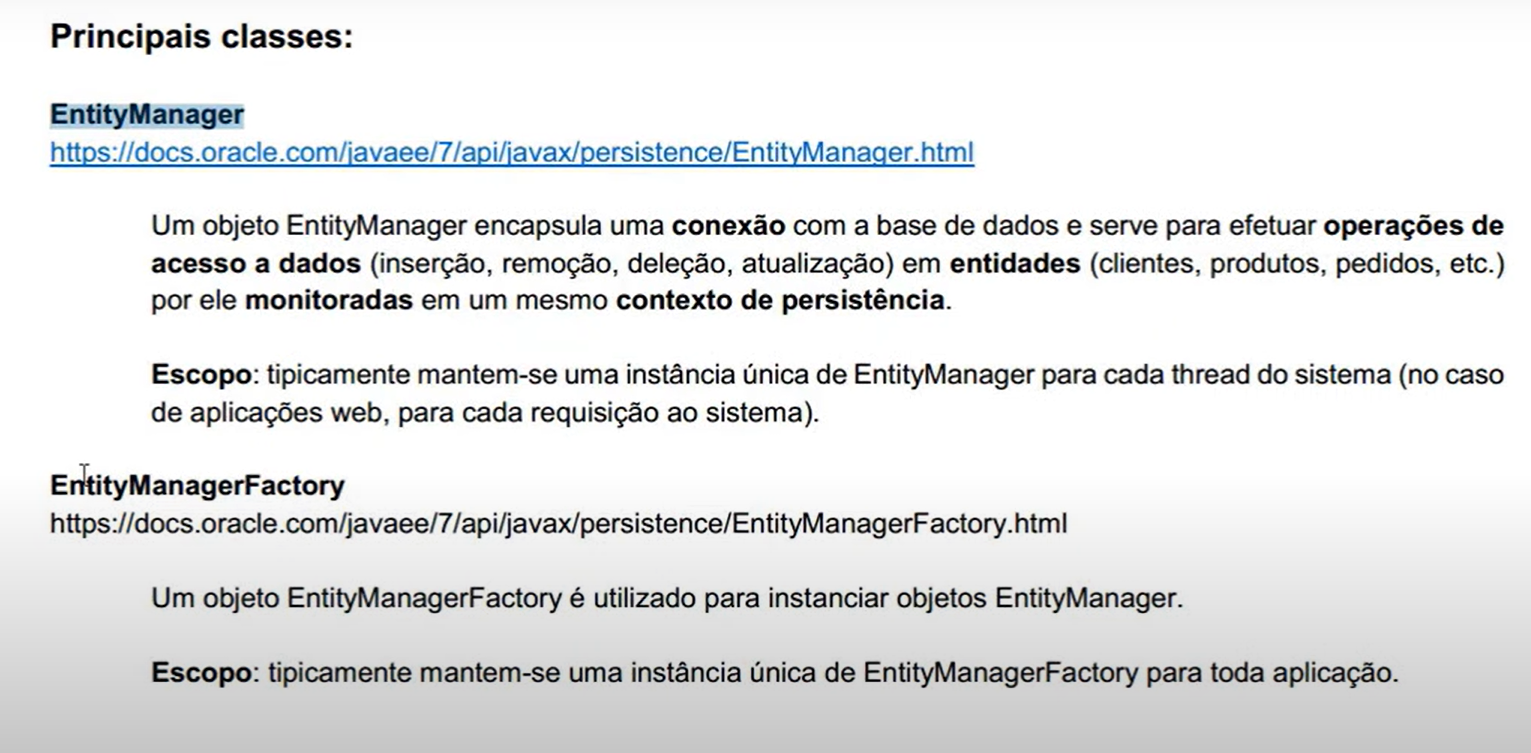 Principais classes:
EntityManager
https://docs.oracle.com/javaee/7/api/javax/persistence/EntityManager.html
Um objeto EntityManager encapsula uma conexão com a base de dados e serve para efetuar operações de
acesso a dados (inserção, remoção, deleção, atualização) em entidades (clientes, produtos, pedidos, etc.)
por ele monitoradas em um mesmo contexto de persistência.
Escopo: tipicamente mantem-se uma instância única de EntityManager para cada thread do sistema (no caso
de aplicações web, para cada requisição ao sistema).
EntityManagerFactory
https://docs.oracle.com/javaee/7/api/javax/persistence/EntityManagerFactory.html
Um objeto EntityManagerFactory é utilizado para instanciar objetos EntityManager.
Escopo: tipicamente mantem-se uma instância única de EntityManagerFactory para toda aplicação.